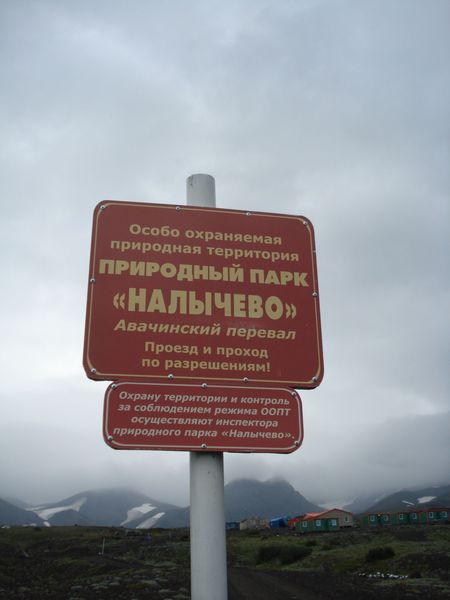 Особо охраняемая
природная территория
ПРИРОДНЫЙ ПАРК
«НАЛЫЧЕВО»
Авачинский перевал
Проезд и проход
по разрешениям!
Охрану территории и контроль
за соблюдением режима ООПТ
осуществляют инспектора
природного парка «Налычево».